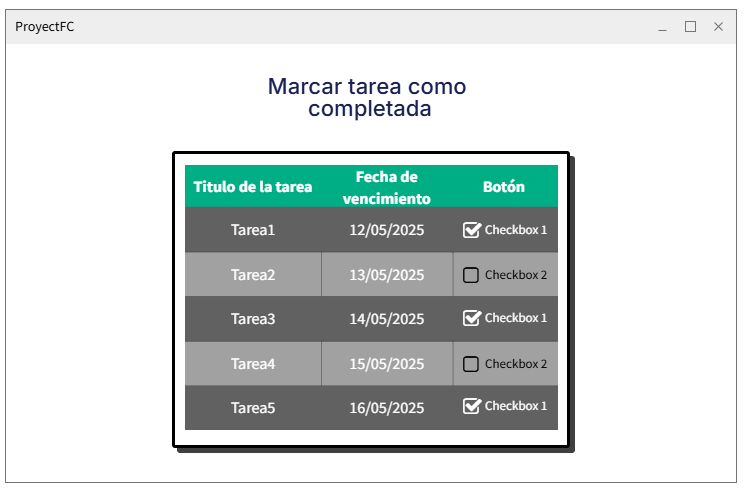 ProyectFC
Marcar tarea como
completada
Titulo de la tarea Fecha de vencimiento Botón
Tarea1 12/05/2025 Checkbox 1
Tarea2 13/05/2025 Checkbox 2
Tarea3 14/05/2025 Checkbox 1
Tarea4 15/05/2025 Checkbox 2
Tarea5 16/05/2025 Checkbox 1